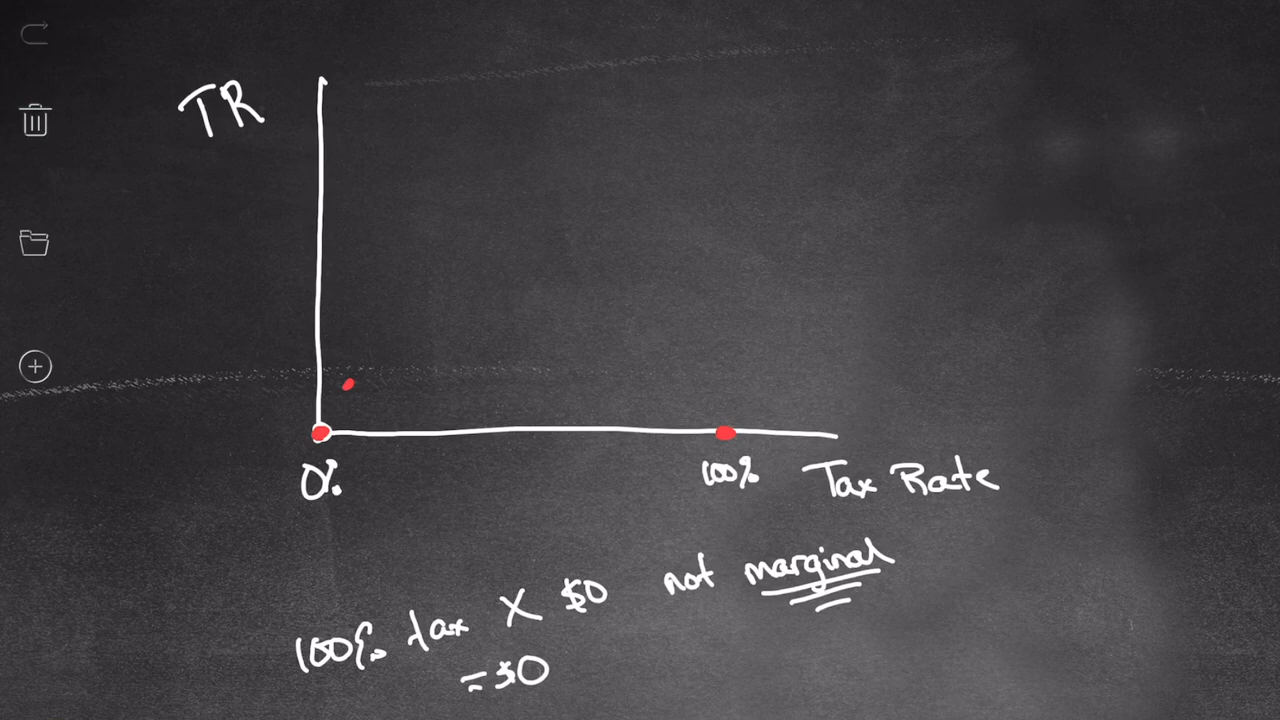 TR
0%
100%
Tax Rate
100% tax X $0 not marginal
= $0